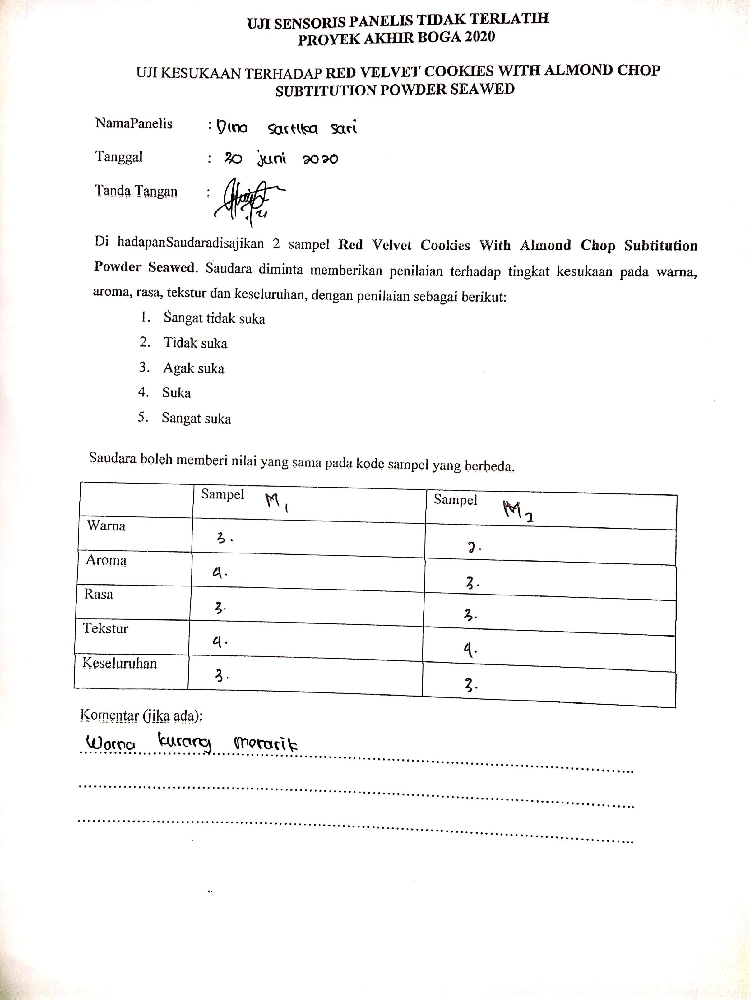 UJI SENSORIS PANELIS TIDAK TERLATIH
PROYEK AKHIR BOGA 2020
UJI KESUKAAN TERHADAP RED VELVET COOKIES WITH ALMOND CHOP
SUBTITUTION POWDER SEAWED
NamaPanelis : Dina Sartika Sari
Tanggal : 20 juni 2020
Tanda Tangan :
Di hadapanSaudaradisajikan 2 sampel Red Velvet Cookies With Almond Chop Subtitution
Powder Seawed. Saudara diminta memberikan penilaian terhadap tingkat kesukaan pada warna,
aroma, rasa, tekstur dan keseluruhan, dengan penilaian sebagai berikut:
1. Sangat tidak suka
2. Tidak suka
3. Agak suka
4. Suka
5. Sangat suka
Saudara boleh memberi nilai yang sama pada kode sampel yang berbeda.
Sampel M1 Sampel M2
Warna 3. 2.
Aroma 4. 3.
Rasa 3. 3.
Tekstur 4. 4.
Keseluruhan 3. 3.
Komentar (jika ada):
Warna kurang menarik